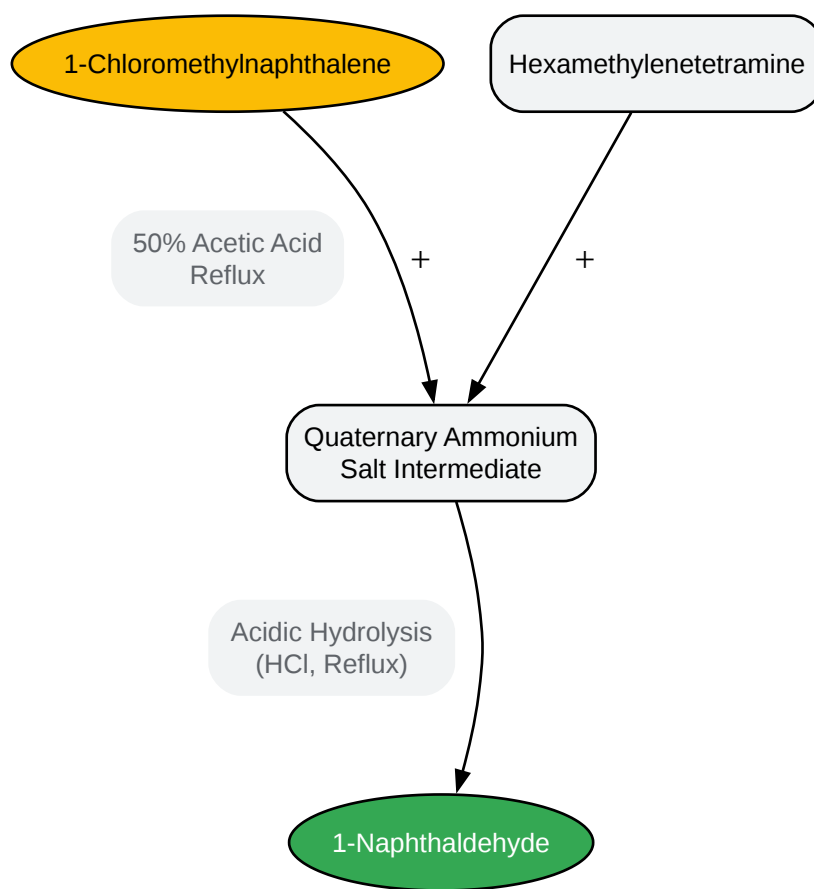 1-Chloromethylnaphthalene
Hexamethylenetetramine
50% Acetic Acid
Reflux
+
+
Quaternary Ammonium
Salt Intermediate
Acidic Hydrolysis
(HCl, Reflux)
1-Naphthaldehyde